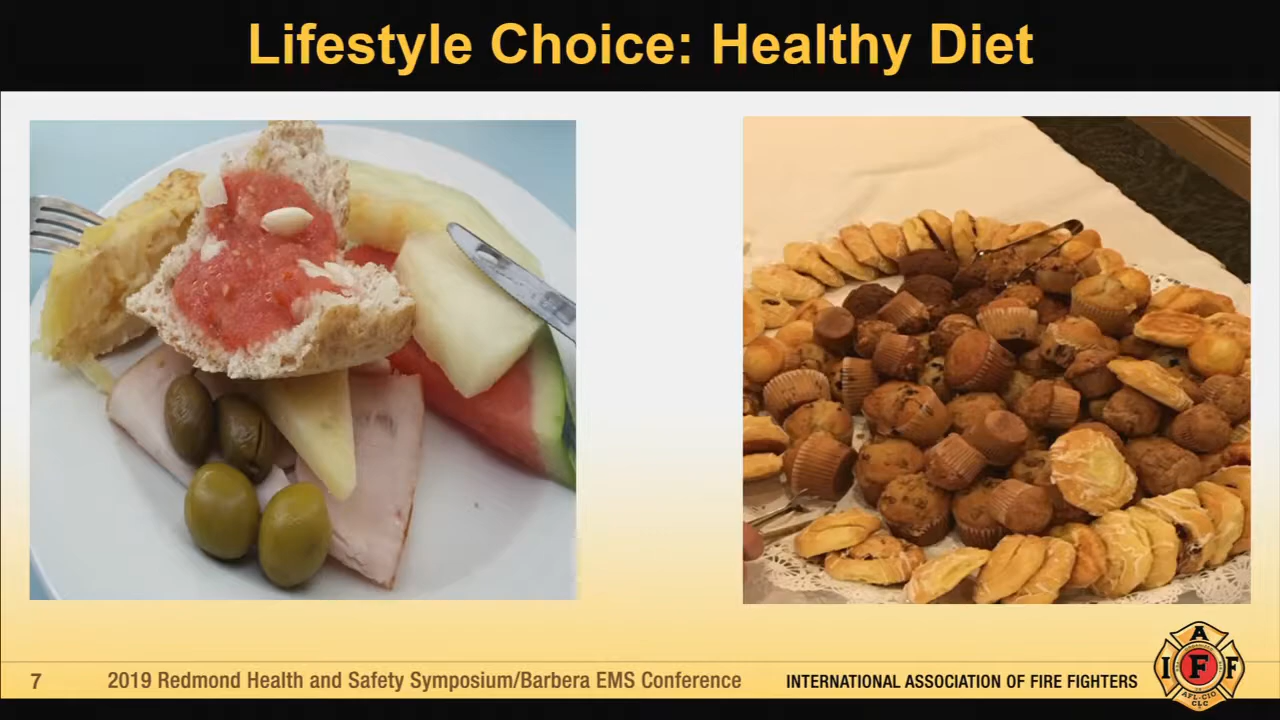 Lifestyle Choice: Healthy Diet
7
2019 Redmond Health and Safety Symposium/Barbera EMS Conference
INTERNATIONAL ASSOCIATION OF FIRE FIGHTERS
A
I F F
AFL-CIO
CLC